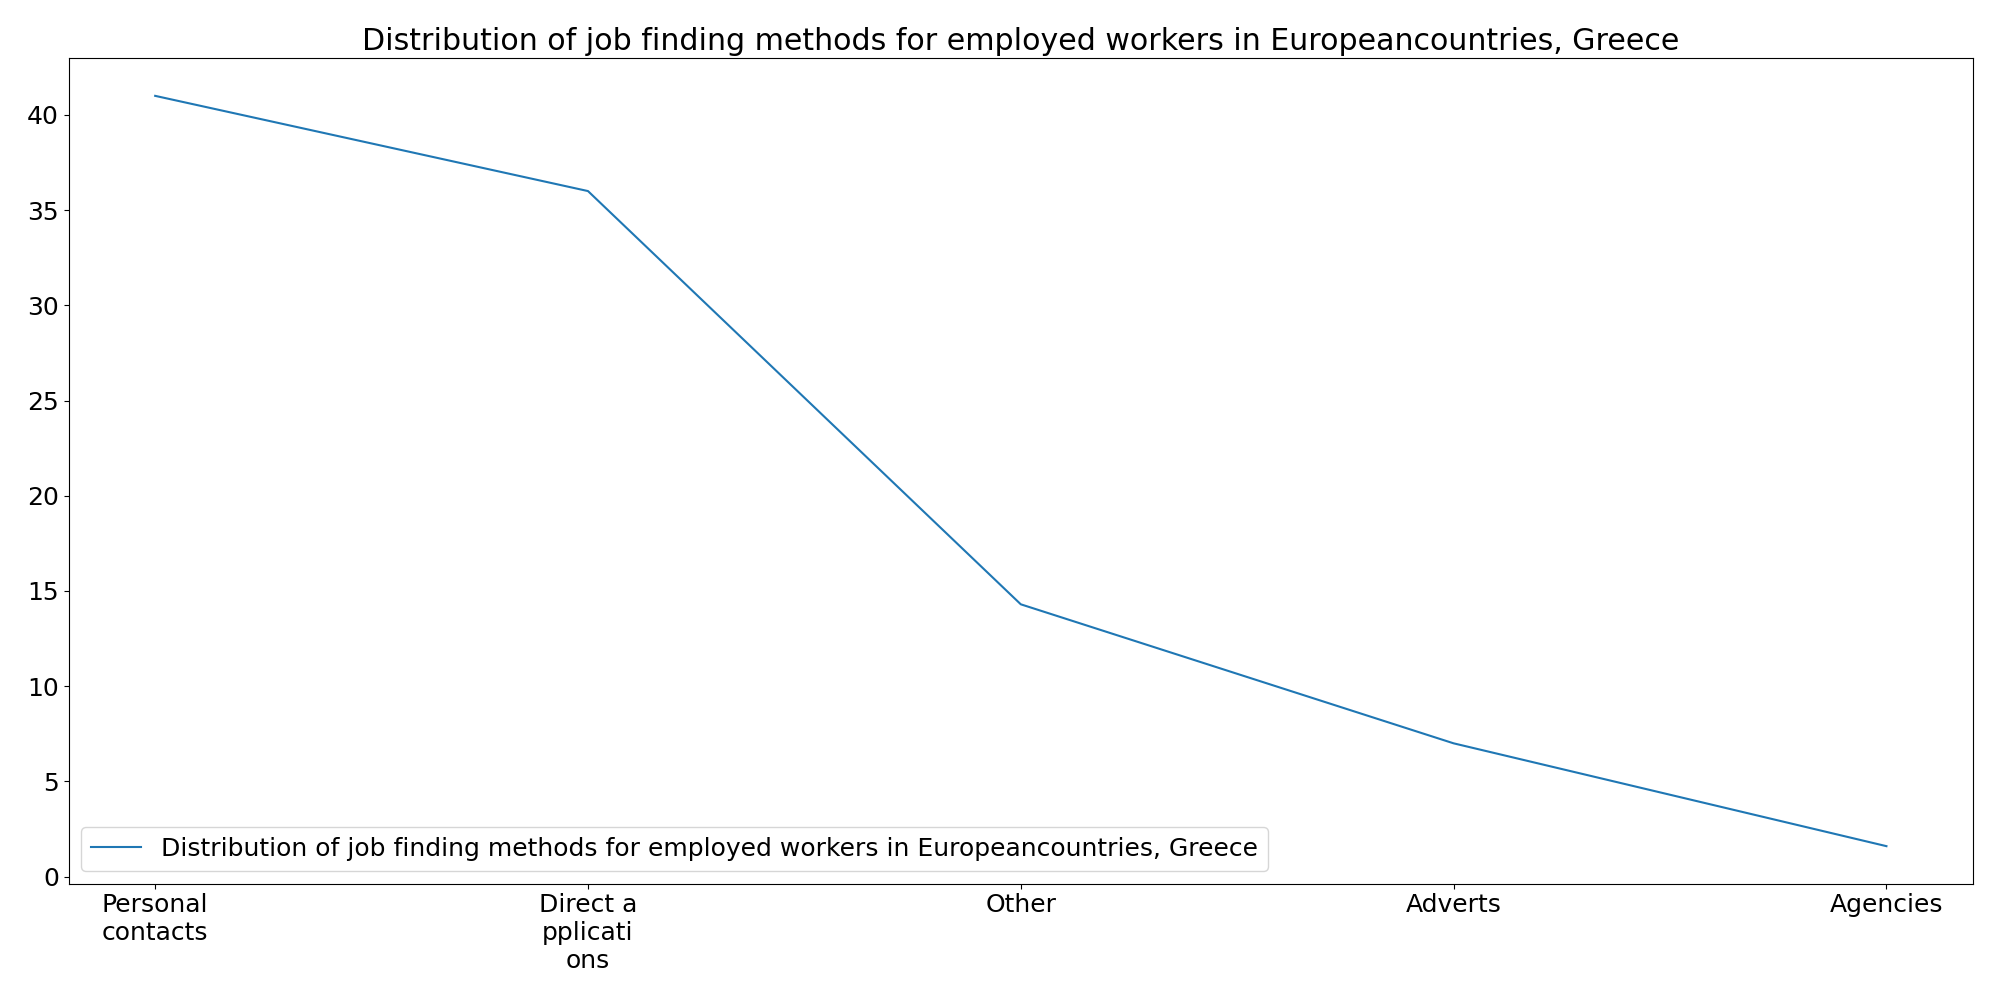 Distribution of job finding methods for employed workers in Europeancountries, Greece
40
35
30
25
20
15
10
5
0
Distribution of job finding methods for employed workers in Europeancountries, Greece
Personal
contacts
Direct a
pplicati
ons
Other
Adverts
Agencies